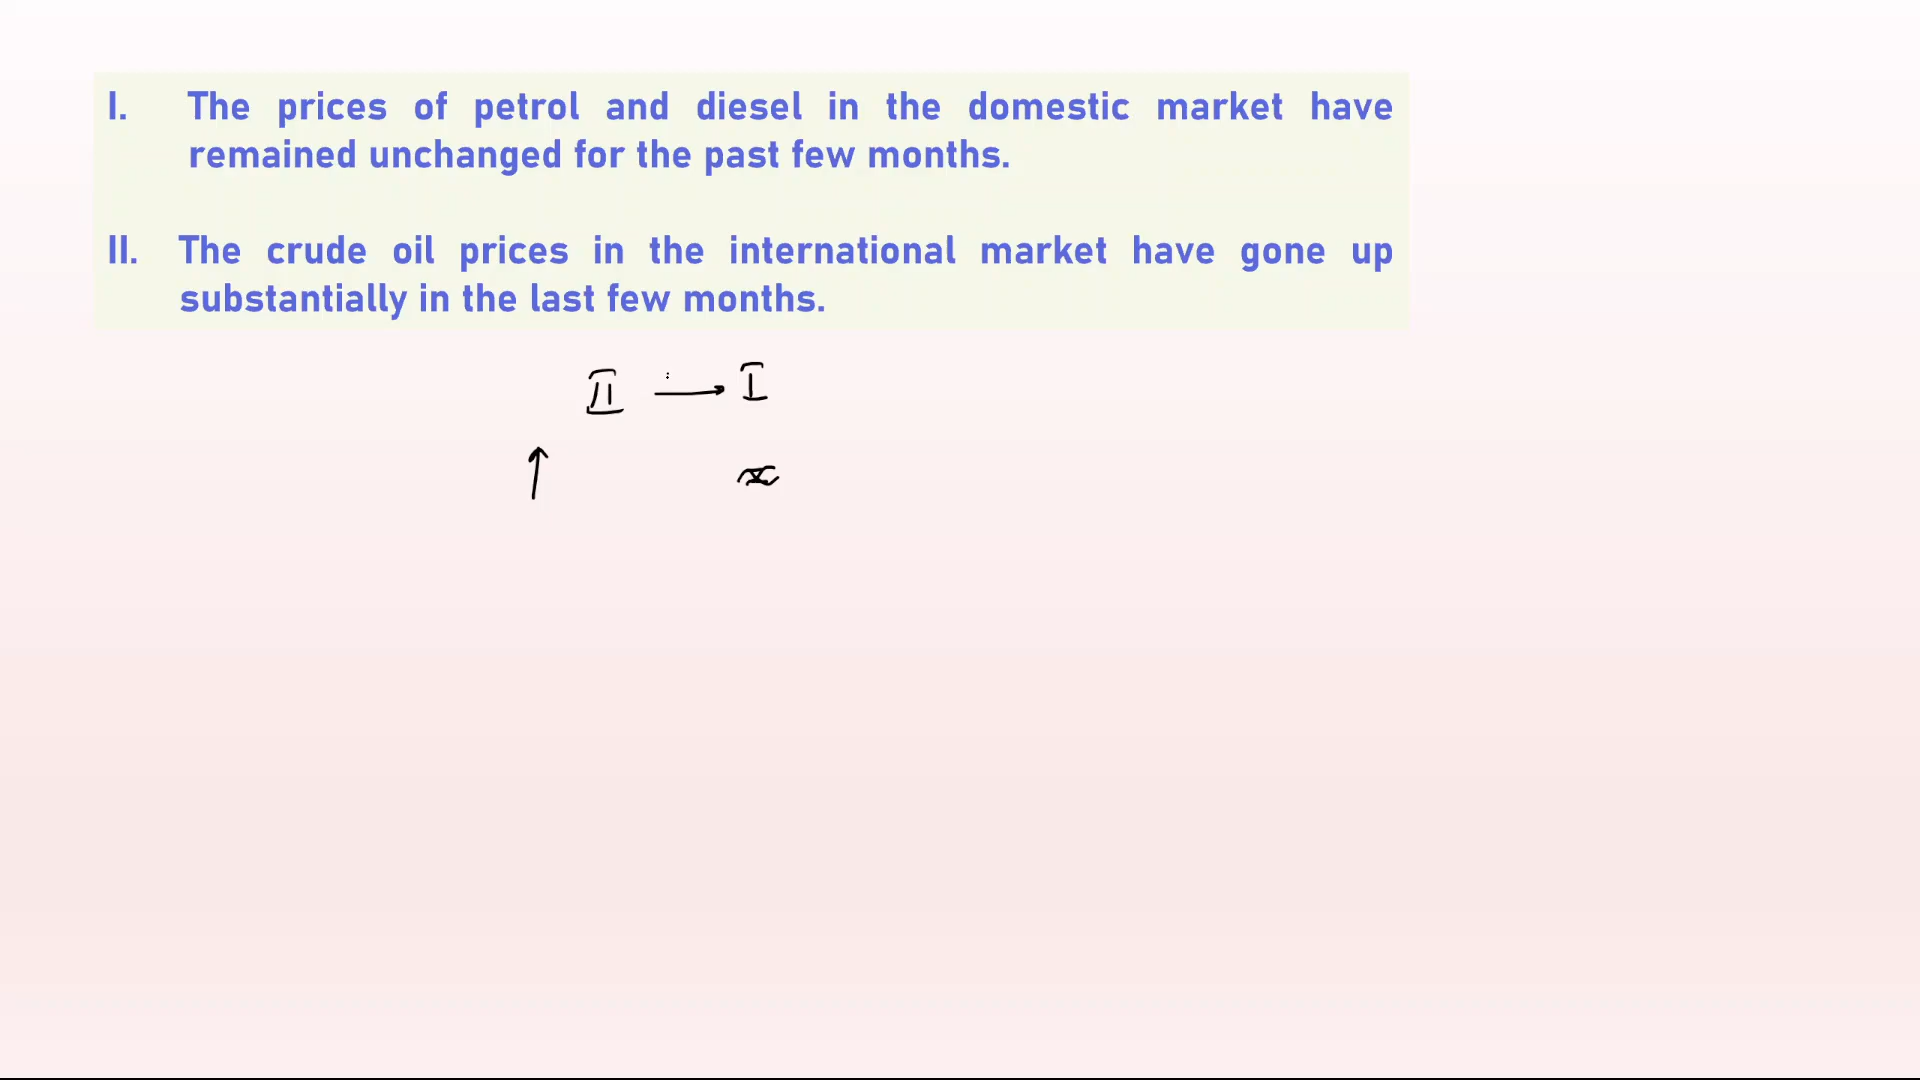 I. The prices of petrol and diesel in the domestic market have
remained unchanged for the past few months.
II. The crude oil prices in the international market have gone up
substantially in the last few months.
II → I
↑